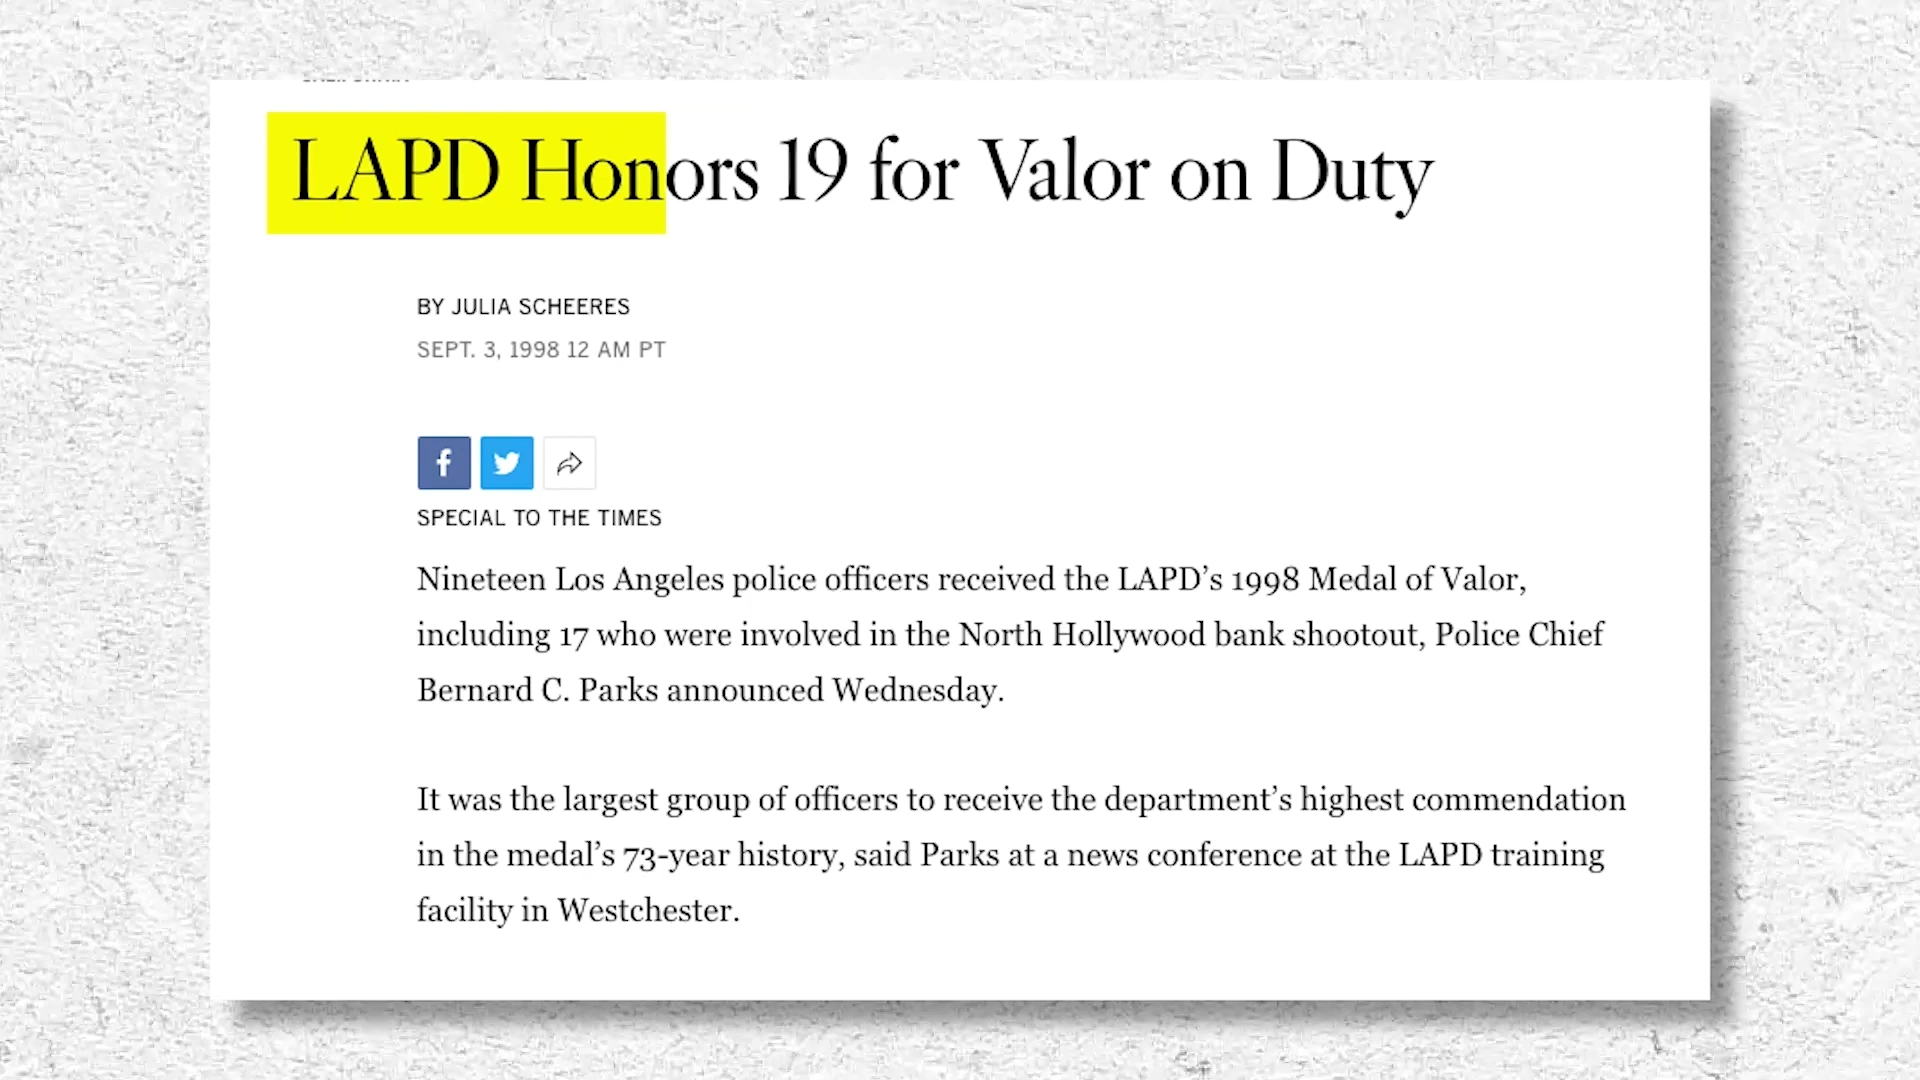 LAPD Honors 19 for Valor on Duty
BY JULIA SCHEERES
SEPT. 3, 1998 12 AM PT
SPECIAL TO THE TIMES
Nineteen Los Angeles police officers received the LAPD’s 1998 Medal of Valor,
including 17 who were involved in the North Hollywood bank shootout, Police Chief
Bernard C. Parks announced Wednesday.
It was the largest group of officers to receive the department’s highest commendation
in the medal’s 73-year history, said Parks at a news conference at the LAPD training
facility in Westchester.